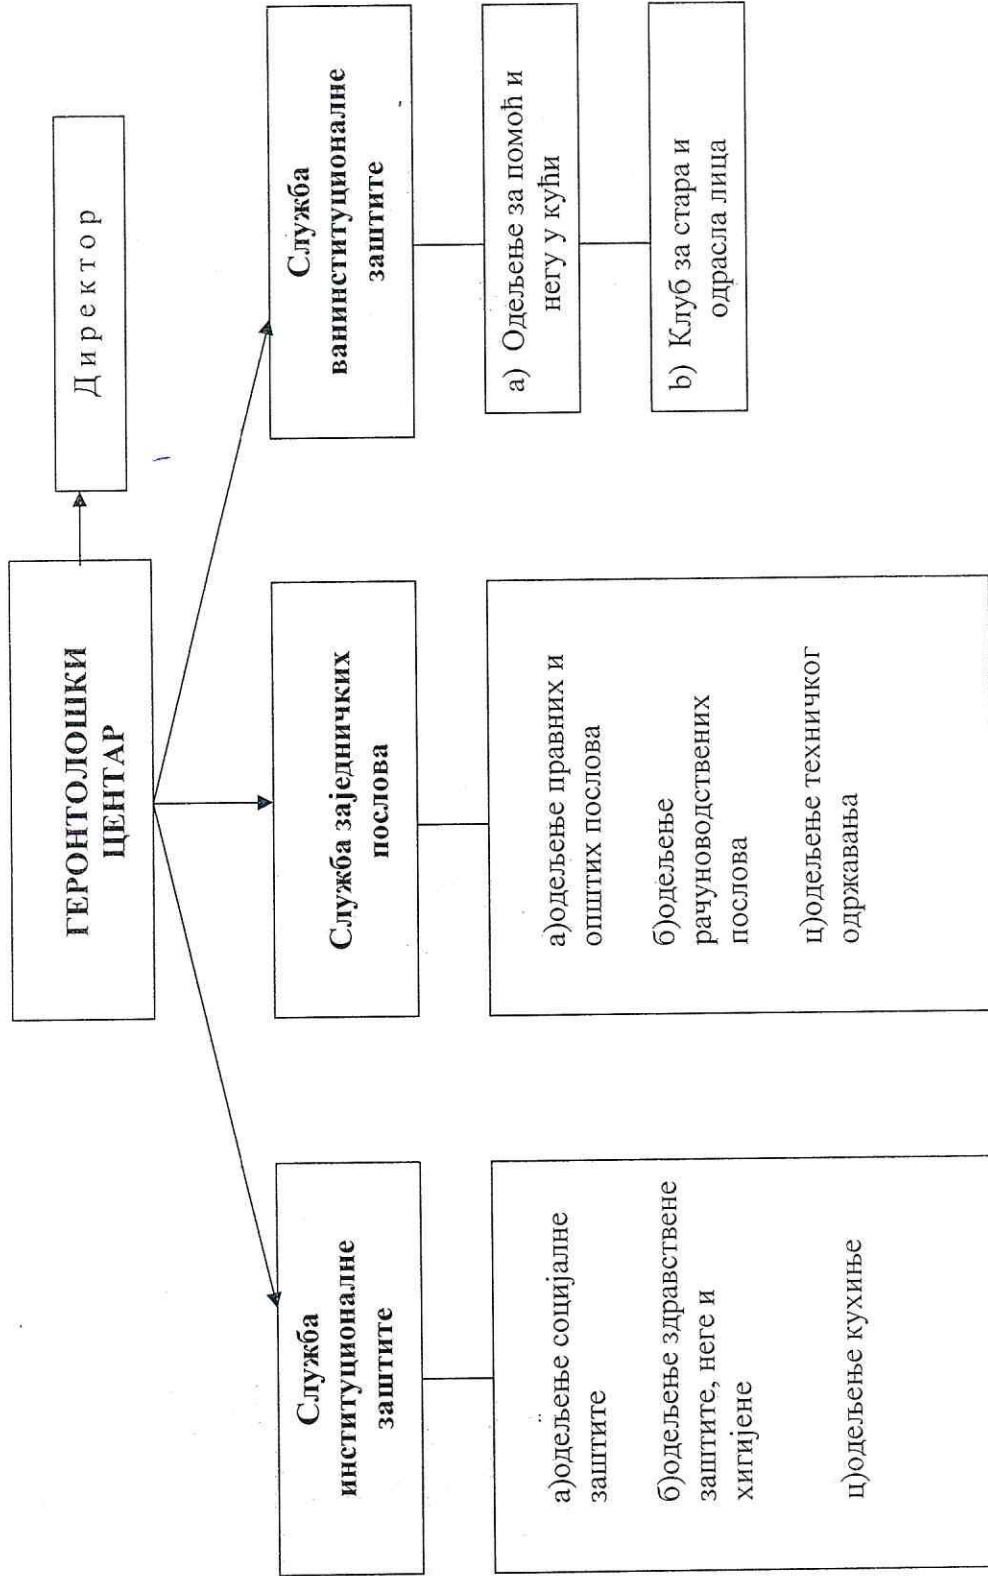 ГЕРОНТОЛОШКИ
ЦЕНТАР
Директор
Служба
институционалне
заштите
а)одељење социјалне
заштите
б)одељење здравствене
заштите, неге и
хигијене
ц)одељење кухиње
Служба заједничких
послова
а)одељење правних и
општих послова
б)одељење
рачуноводствених
послова
ц)одељење техничког
одржавања
Служба
ванинституционалне
заштите
а) Одељење за помоћ и
негу у кући
b) Клуб за стара и
одрасла лица